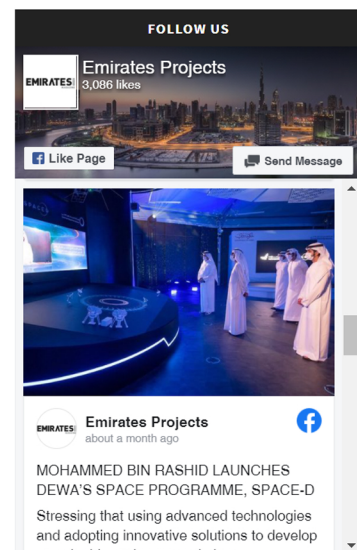 FOLLOW US
EMIRATES
Emirates Projects
3,086 likes
Like Page
Send Message
EMIRATES
Emirates Projects
about a month ago
MOHAMMED BIN RASHID LAUNCHES
DEWA'S SPACE PROGRAMME, SPACE-D
Stressing that using advanced technologies
and adopting innovative solutions to develop